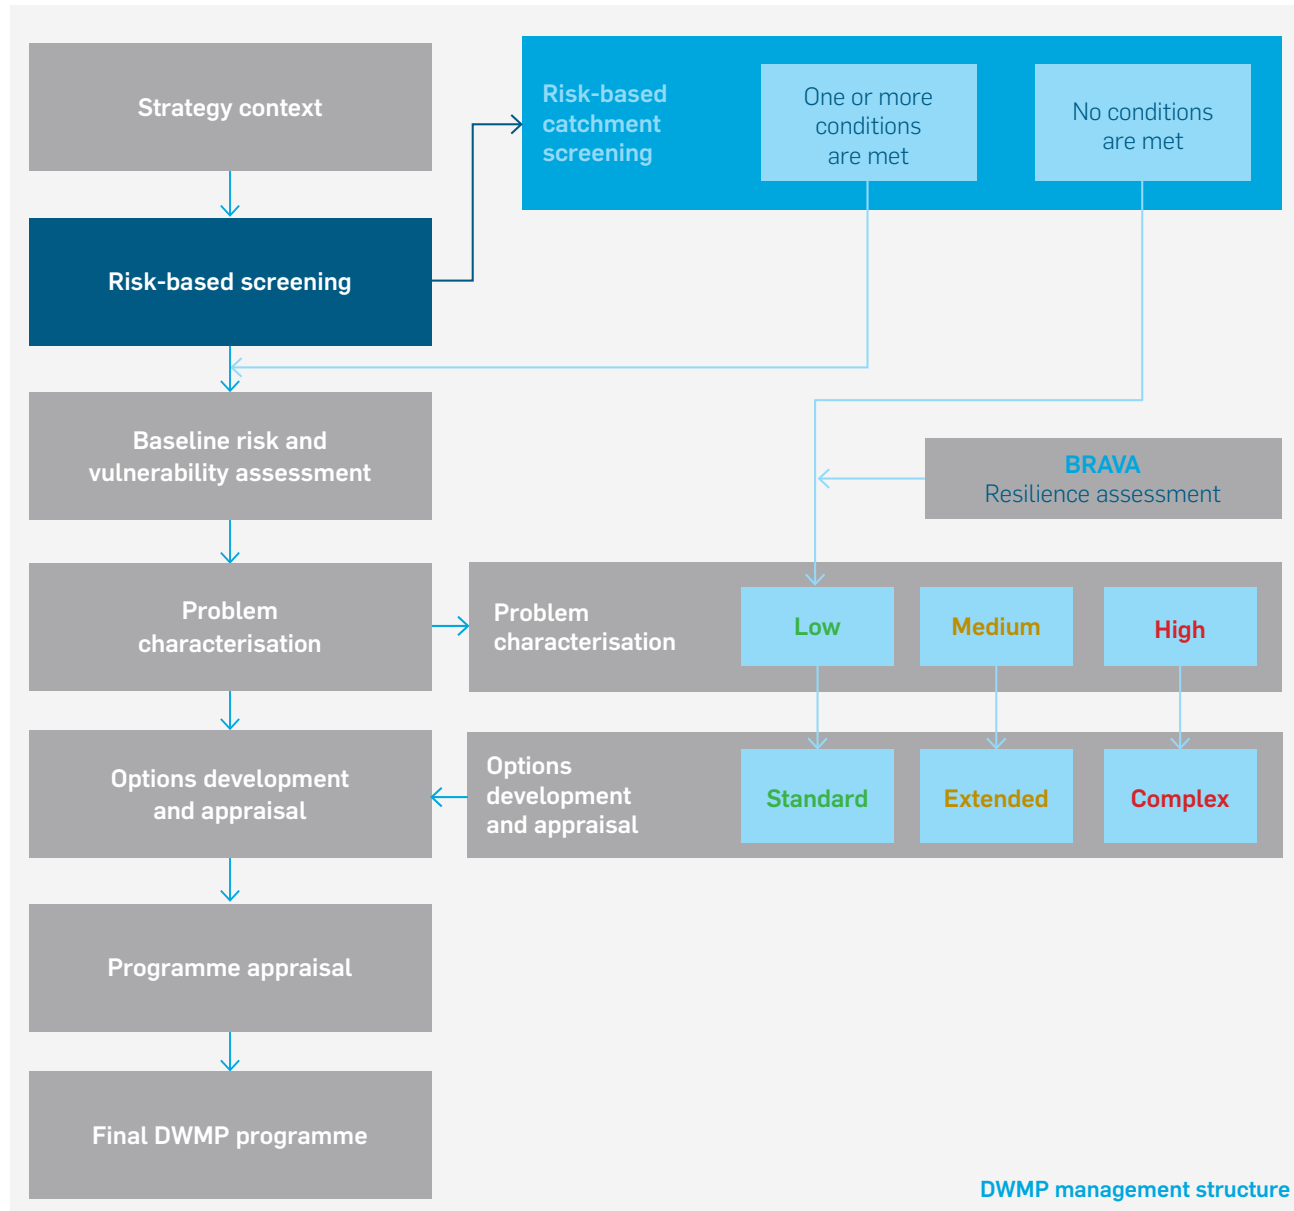 Strategy context
Risk-based
catchment
screening
One or more
conditions
are met
No conditions
are met
Risk-based screening
Baseline risk and
vulnerability assessment
BRAVA
Resilience assessment
Problem
characterisation
Problem
characterisation
Low
Medium
High
Options development
and appraisal
Options
development
and appraisal
Standard
Extended
Complex
Programme appraisal
Final DWMP programme
DWMP management structure